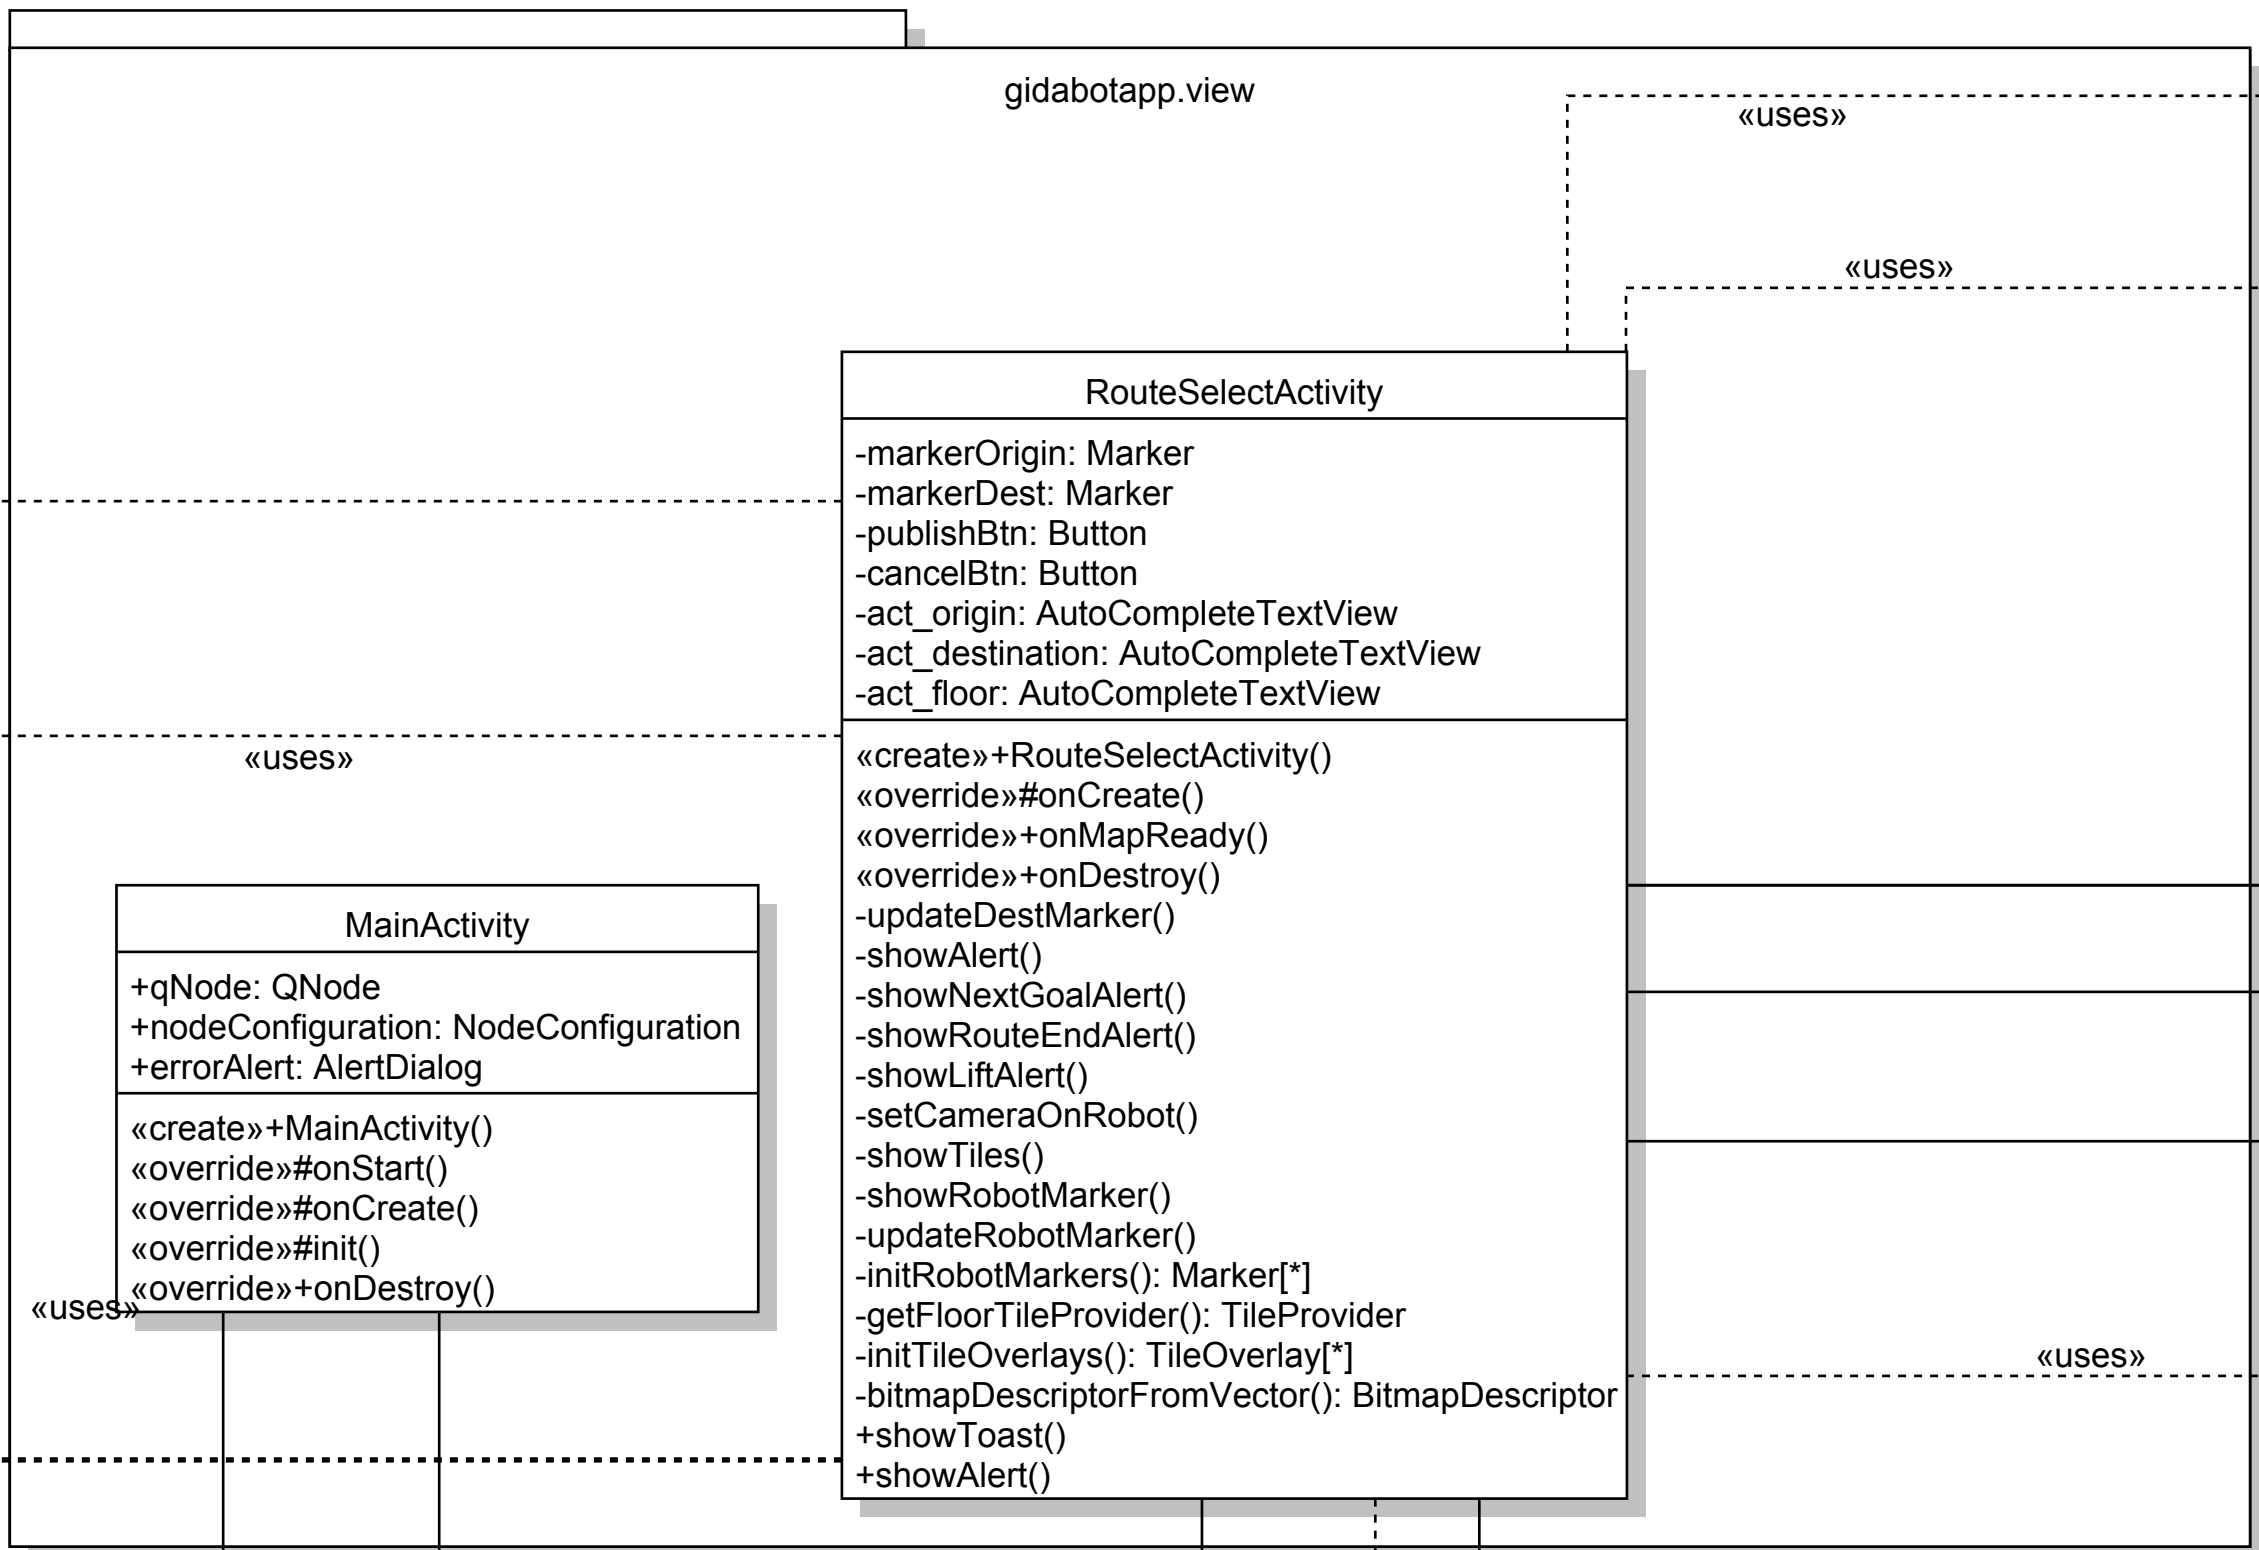 gidabotapp.view
«uses»
«uses»
RouteSelectActivity
-markerOrigin: Marker
-markerDest: Marker
-publishBtn: Button
-cancelBtn: Button
-act_origin: AutoCompleteTextView
-act_destination: AutoCompleteTextView
-act_floor: AutoCompleteTextView
«uses»
«create»+RouteSelectActivity()
«override»#onCreate()
«override»+onMapReady()
«override»+onDestroy()
-updateDestMarker()
-showAlert()
-showNextGoalAlert()
-showRouteEndAlert()
-showLiftAlert()
-setCameraOnRobot()
-showTiles()
-showRobotMarker()
-updateRobotMarker()
-initRobotMarkers(): Marker[*]
-getFloorTileProvider(): TileProvider
-initTileOverlays(): TileOverlay[*]
-bitmapDescriptorFromVector(): BitmapDescriptor
+showToast()
+showAlert()
MainActivity
+qNode: QNode
+nodeConfiguration: NodeConfiguration
+errorAlert: AlertDialog
«create»+MainActivity()
«override»#onStart()
«override»#onCreate()
«override»#init()
«override»+onDestroy()
«uses»
«uses»